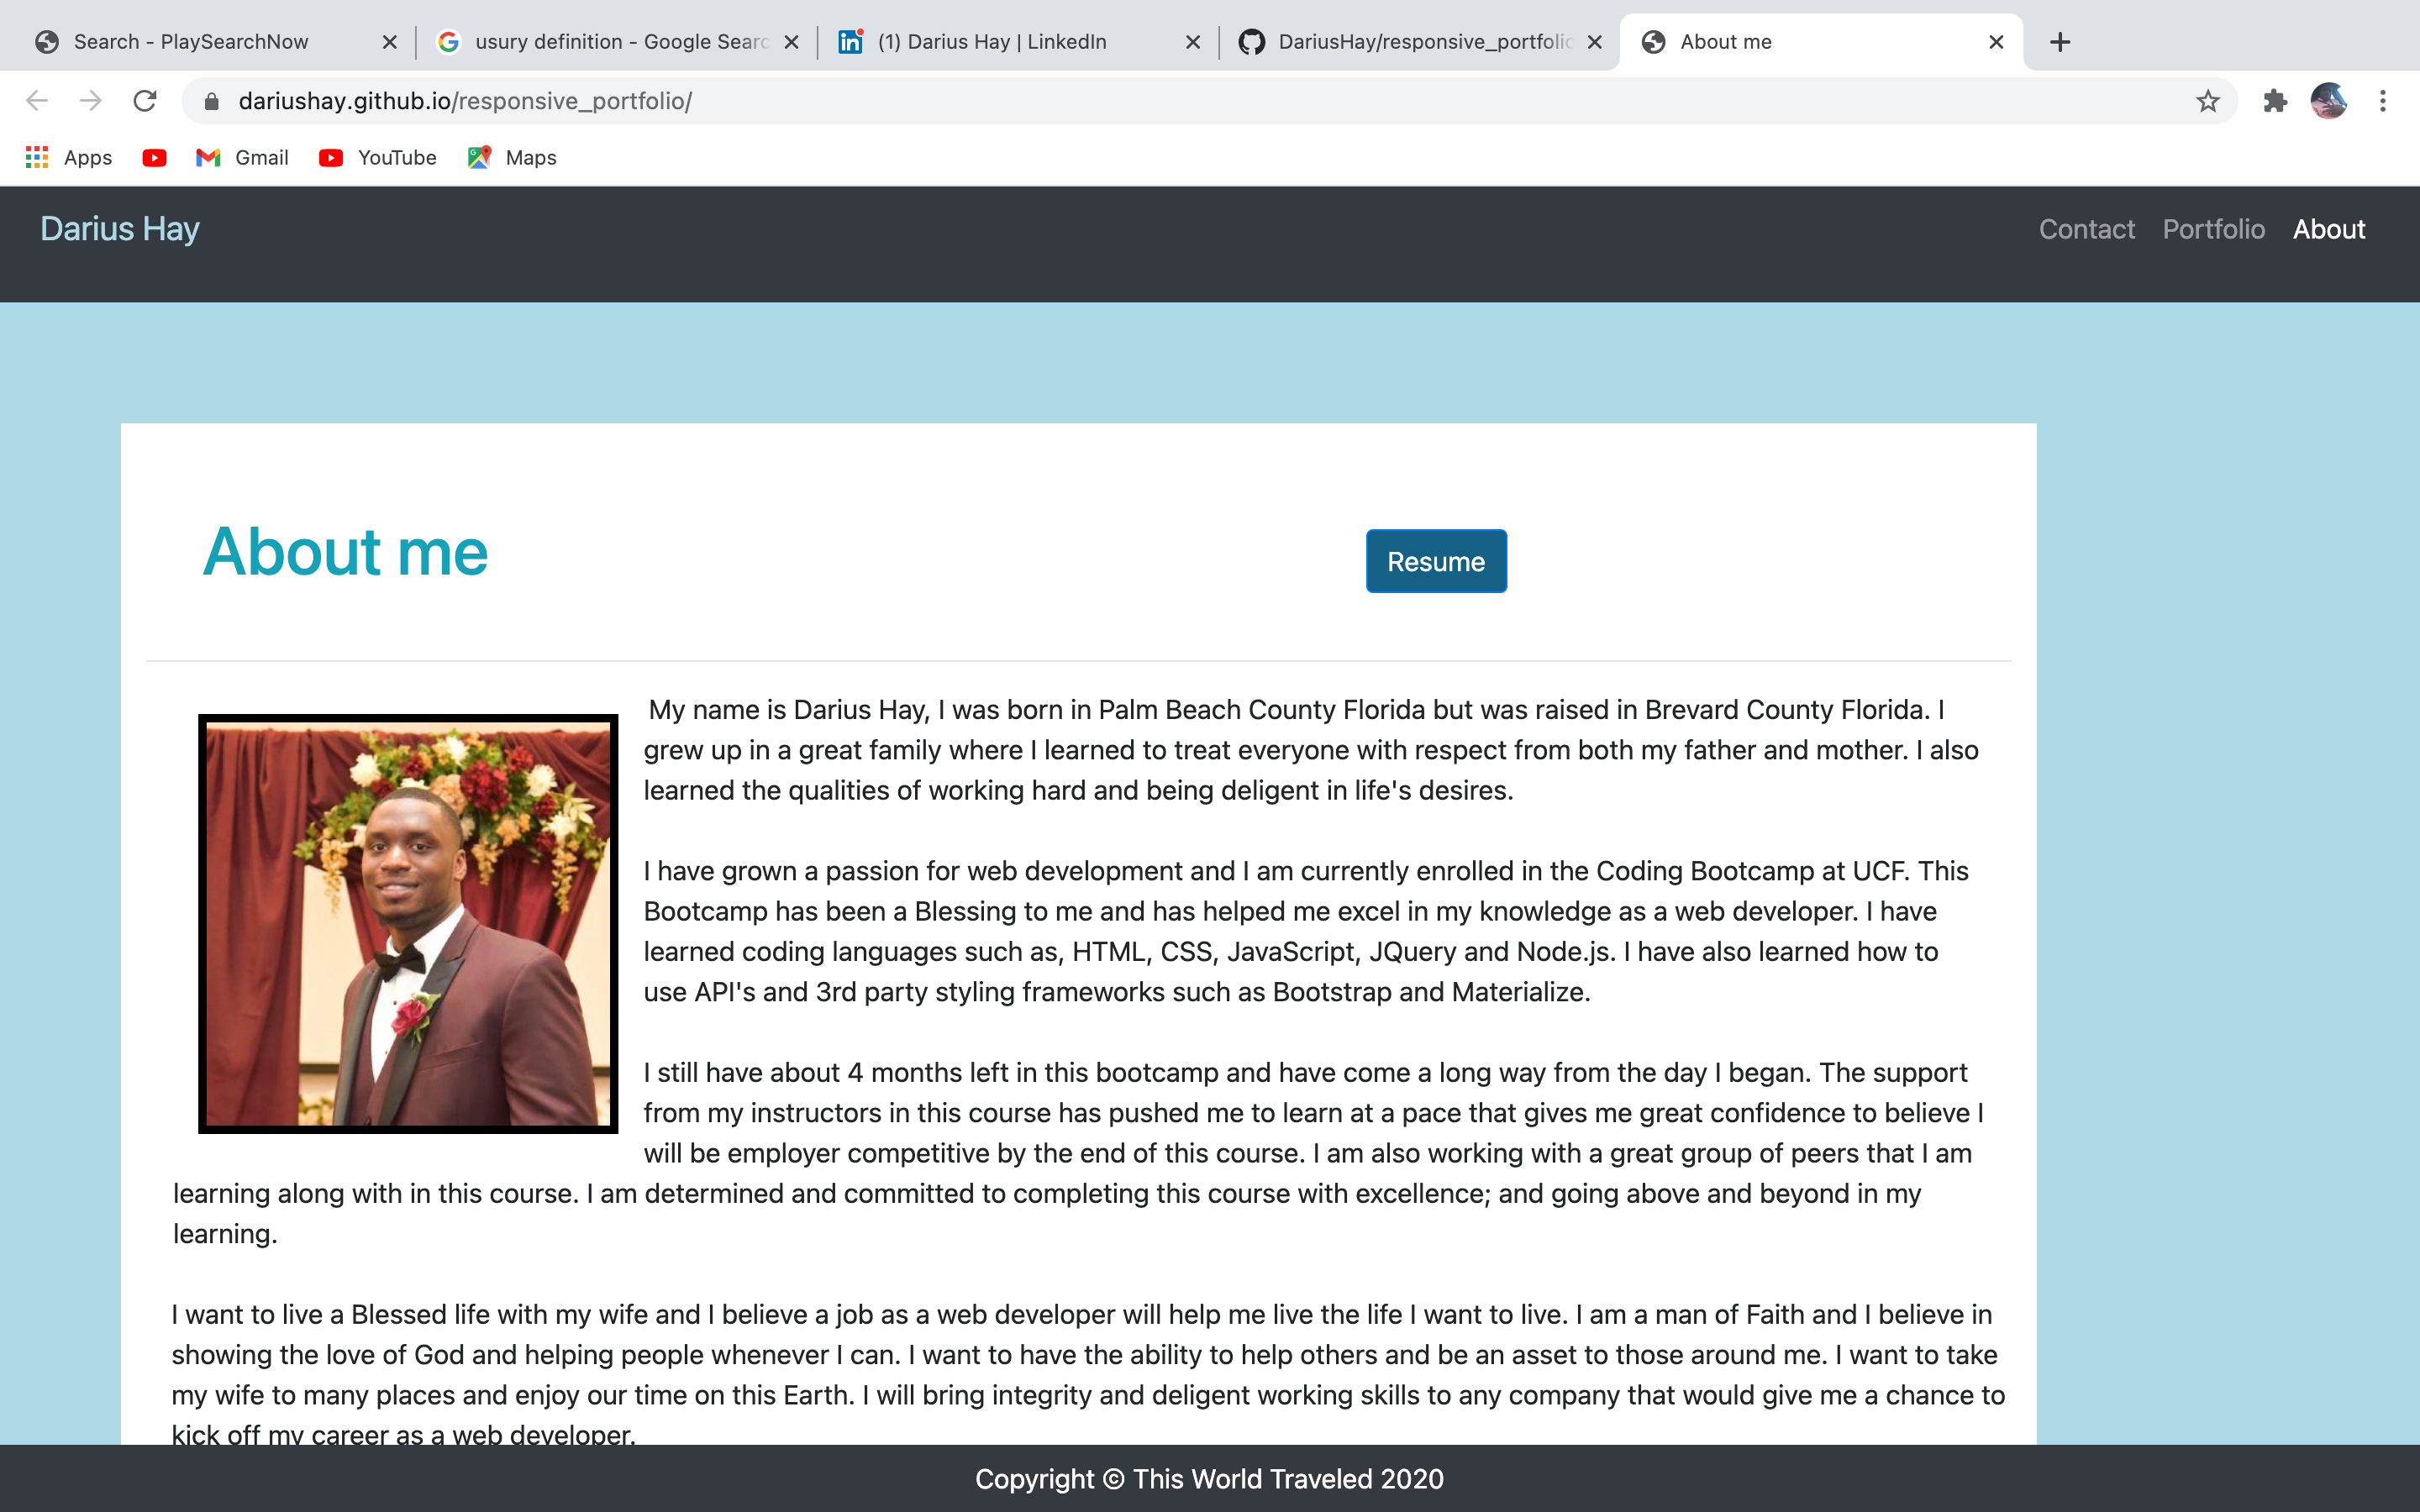 Search - PlaySearchNow
usury definition - Google Searc
(1) Darius Hay | LinkedIn
DariusHay/responsive_portfolio
About me
dariushay.github.io/responsive_portfolio/
Apps
Gmail
YouTube
Maps
Darius Hay
Contact
Portfolio
About
About me
Resume
My name is Darius Hay, I was born in Palm Beach County Florida but was raised in Brevard County Florida. I
grew up in a great family where I learned to treat everyone with respect from both my father and mother. I also
learned the qualities of working hard and being deligent in life's desires.
I have grown a passion for web development and I am currently enrolled in the Coding Bootcamp at UCF. This
Bootcamp has been a Blessing to me and has helped me excel in my knowledge as a web developer. I have
learned coding languages such as, HTML, CSS, JavaScript, JQuery and Node.js. I have also learned how to
use API's and 3rd party styling frameworks such as Bootstrap and Materialize.
I still have about 4 months left in this bootcamp and have come a long way from the day I began. The support
from my instructors in this course has pushed me to learn at a pace that gives me great confidence to believe I
will be employer competitive by the end of this course. I am also working with a great group of peers that I am
learning along with in this course. I am determined and committed to completing this course with excellence; and going above and beyond in my
learning.
I want to live a Blessed life with my wife and I believe a job as a web developer will help me live the life I want to live. I am a man of Faith and I believe in
showing the love of God and helping people whenever I can. I want to have the ability to help others and be an asset to those around me. I want to take
my wife to many places and enjoy our time on this Earth. I will bring integrity and deligent working skills to any company that would give me a chance to
kick off my career as a web developer.
Copyright © This World Traveled 2020